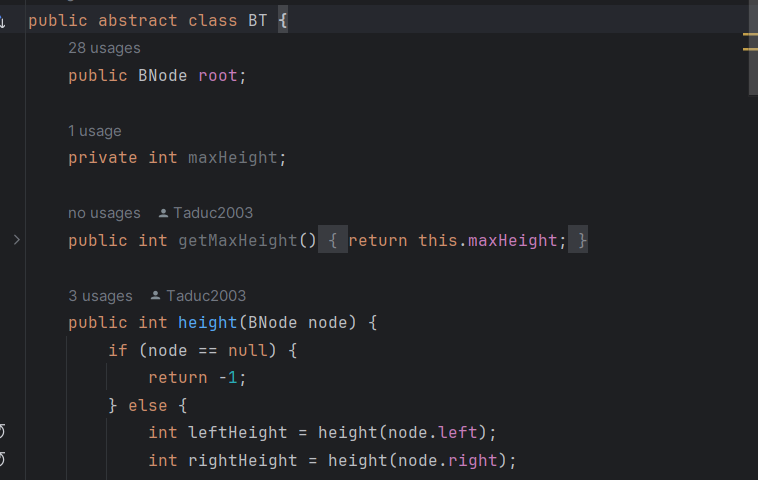 public abstract class BT {
28 usages
public BNode root;
1 usage
private int maxHeight;
no usages Taduc2003
public int getMaxHeight() { return this.maxHeight; }
3 usages Taduc2003
public int height(BNode node) {
if (node == null) {
return -1;
} else {
int leftHeight = height(node.left);
int rightHeight = height(node.right);